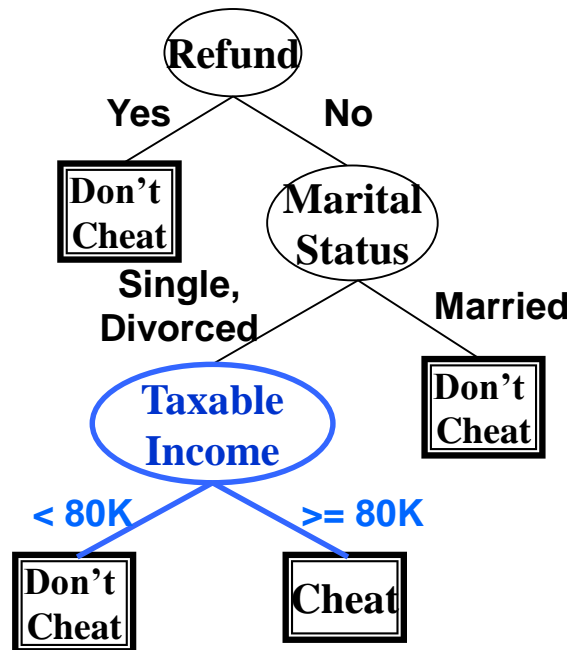 Refund
Yes
No
Don’t
Cheat
Marital
Status
Single,
Divorced
Married
Taxable
Income
Don’t
Cheat
< 80K
>= 80K
Don’t
Cheat
Cheat